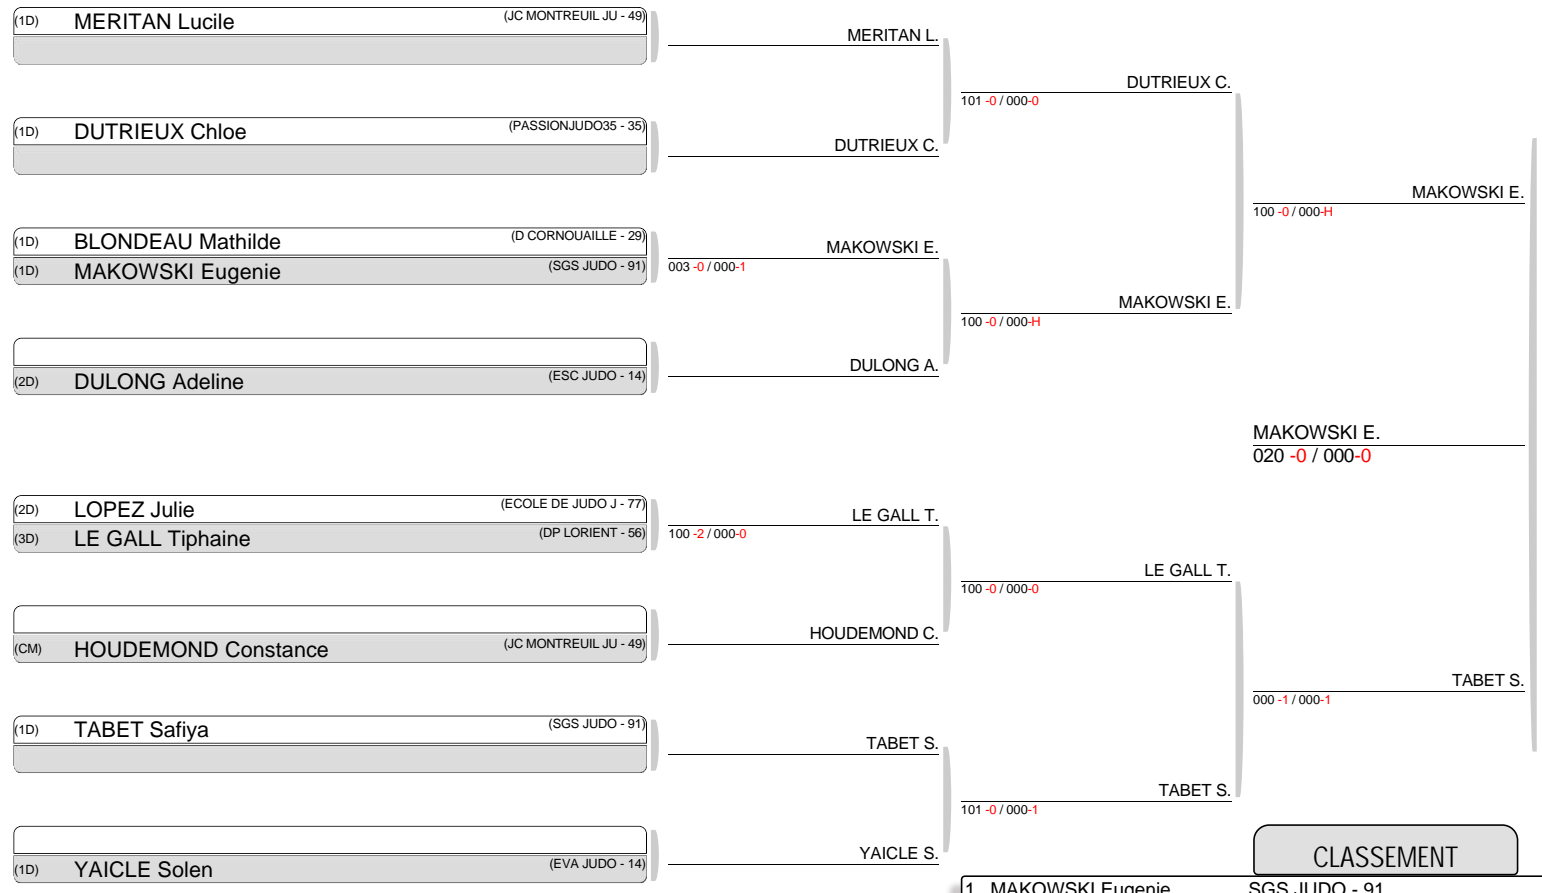 (1D) MERITAN Lucile (JC MONTREUIL JU - 49)
MERITAN L.
DUTRIEUX C.
101 -0 / 000-0
(1D) DUTRIEUX Chloe (PASSIONJUDO35 - 35)
DUTRIEUX C.
MAKOWSKI E.
100 -0 / 000-H
(1D) BLONDEAU Mathilde (D CORNOUAILLE - 29)
(1D) MAKOWSKI Eugenie (SGS JUDO - 91)
MAKOWSKI E.
003 -0 / 000-1
MAKOWSKI E.
100 -0 / 000-H
(2D) DULONG Adeline (ESC JUDO - 14)
DULONG A.
MAKOWSKI E.
020 -0 / 000-0
(2D) LOPEZ Julie (ECOLE DE JUDO J - 77)
(3D) LE GALL Tiphaine (DP LORIENT - 56)
LE GALL T.
100 -2 / 000-0
LE GALL T.
100 -0 / 000-0
(CM) HOUDEMOND Constance (JC MONTREUIL JU - 49)
HOUDEMOND C.
TABET S.
000 -1 / 000-1
(1D) TABET Safiya (SGS JUDO - 91)
TABET S.
TABET S.
101 -0 / 000-1
(1D) YAICLE Solen (EVA JUDO - 14)
YAICLE S.
CLASSEMENT
1 MAKOWSKI Eugenie SGS JUDO - 91